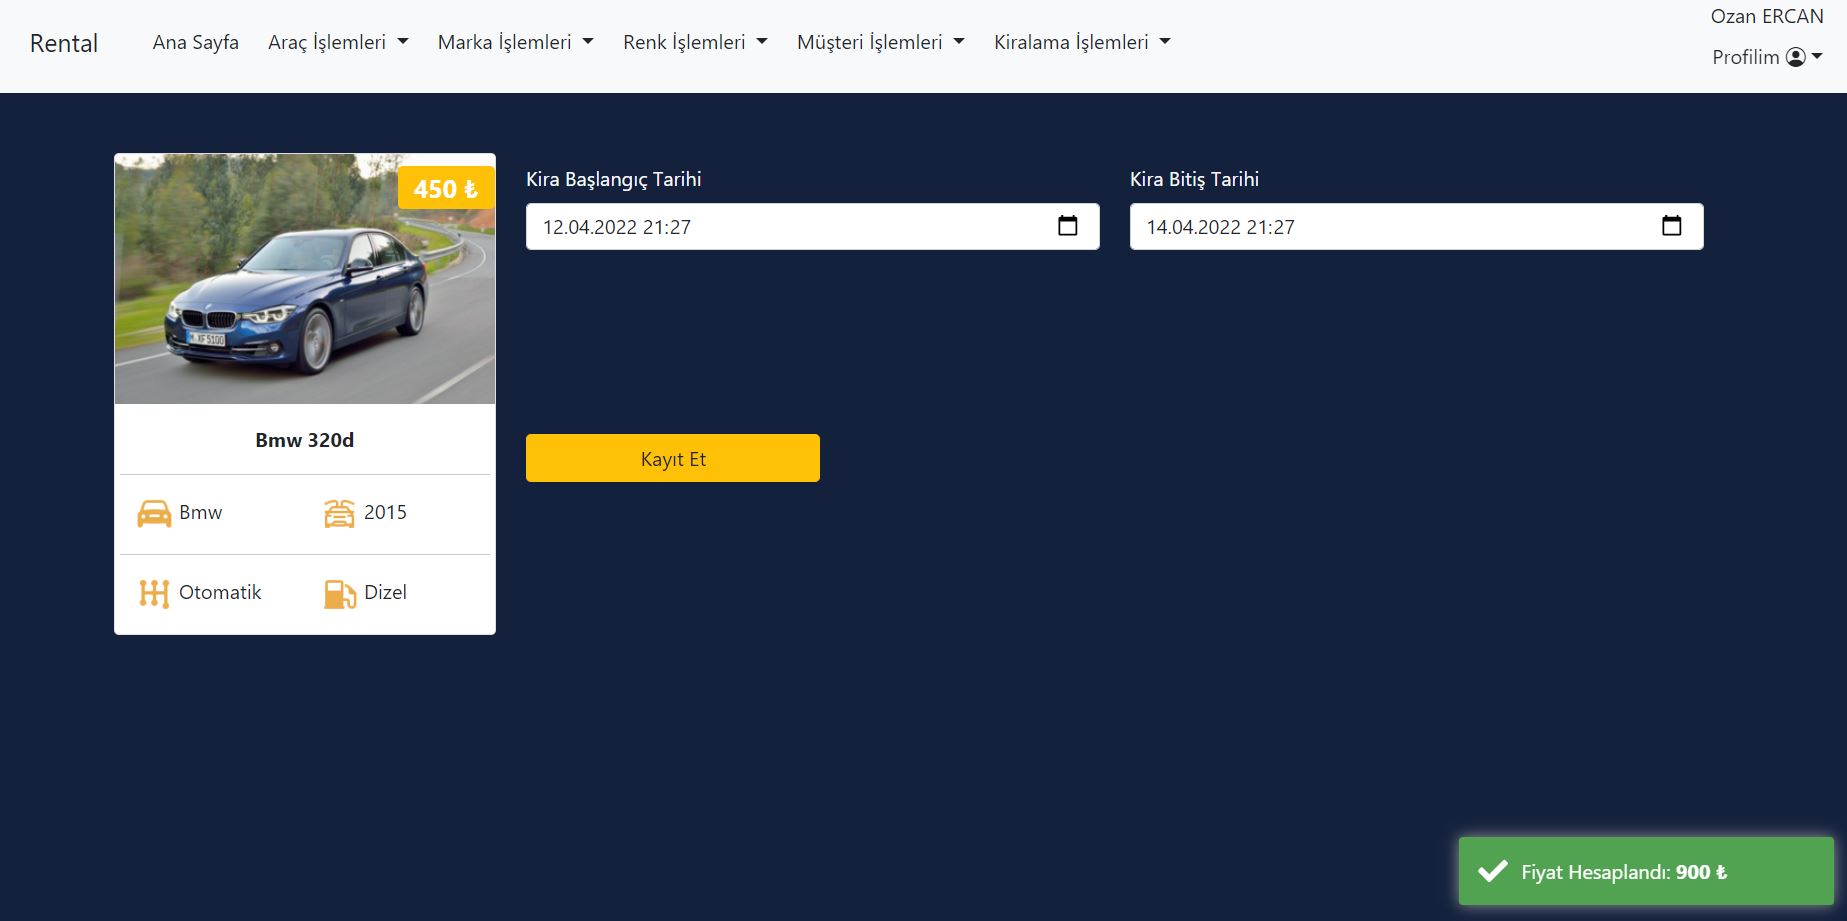 Ozan ERCAN
Rental Ana Sayfa Araç İşlemleri Marka İşlemleri Renk İşlemleri Müşteri İşlemleri Kiralama İşlemleri
Profilim
450 ₺
Kira Başlangıç Tarihi
12.04.2022 21:27
Kira Bitiş Tarihi
14.04.2022 21:27
M XF 5100
Bmw 320d
Bmw 2015
Otomatik Dizel
Kayıt Et
Fiyat Hesaplandı: 900 ₺